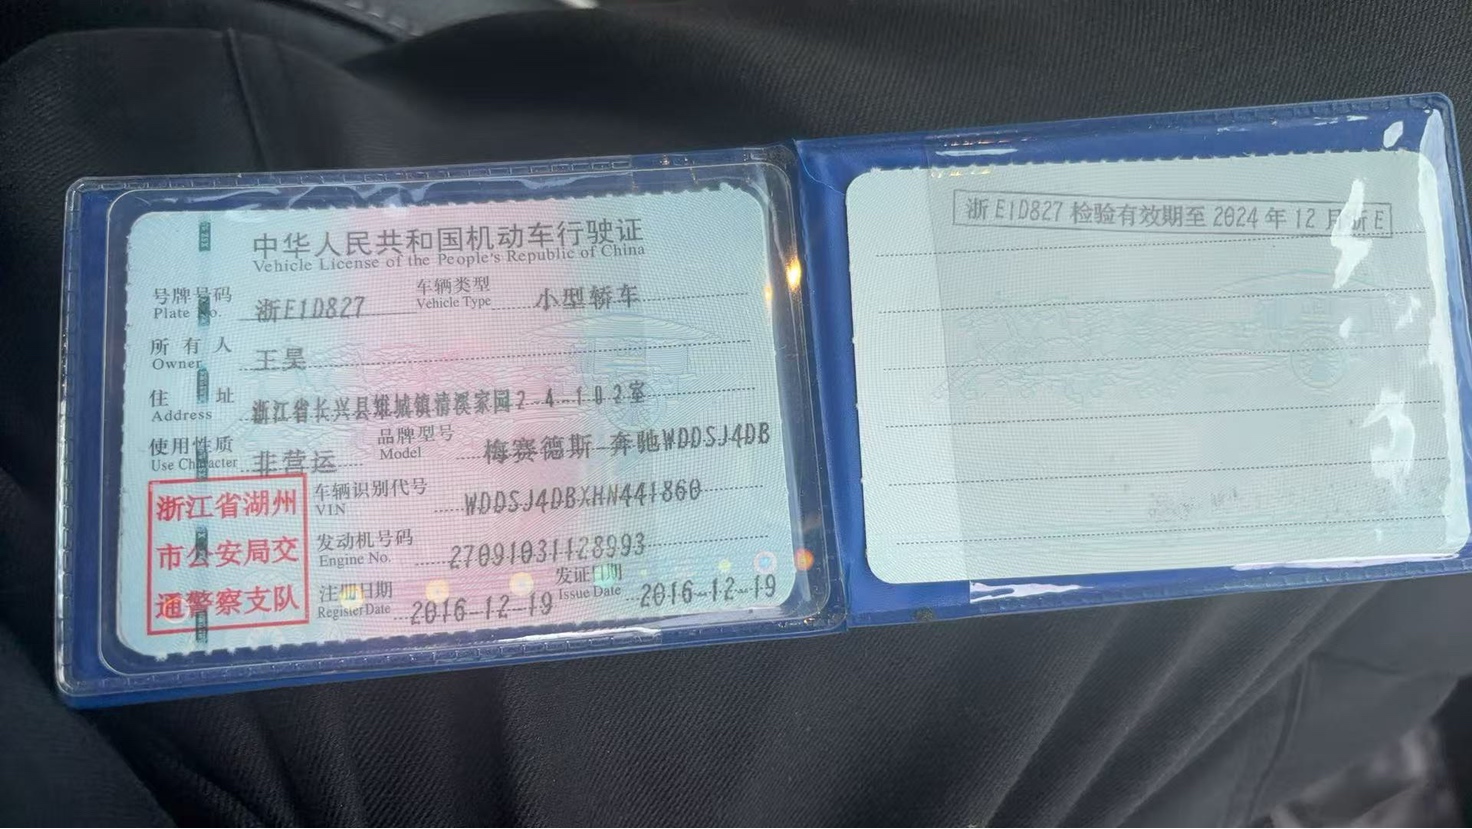 中华人民共和国机动车行驶证
Vehicle License of the People's Republic of China
号牌号码 浙E1D827 车辆类型 小型轿车
Plate No. Vehicle Type
所有人 王昊
Owner
住址 浙江省长兴县雉城镇清溪家园2-4-102室
Address
使用性质 非营运 品牌型号 梅赛德斯-奔驰WDDSJ4DB
Use Character Model
浙江省湖州
市公安局交
通警察支队
车辆识别代号 WDDSJ4DBXHN441860
VIN
发动机号码 27091031128993
Engine No.
注册日期 2016-12-19 发证日期 2016-12-19
Register Date Issue Date
浙E1D827检验有效期至2024年12月浙E